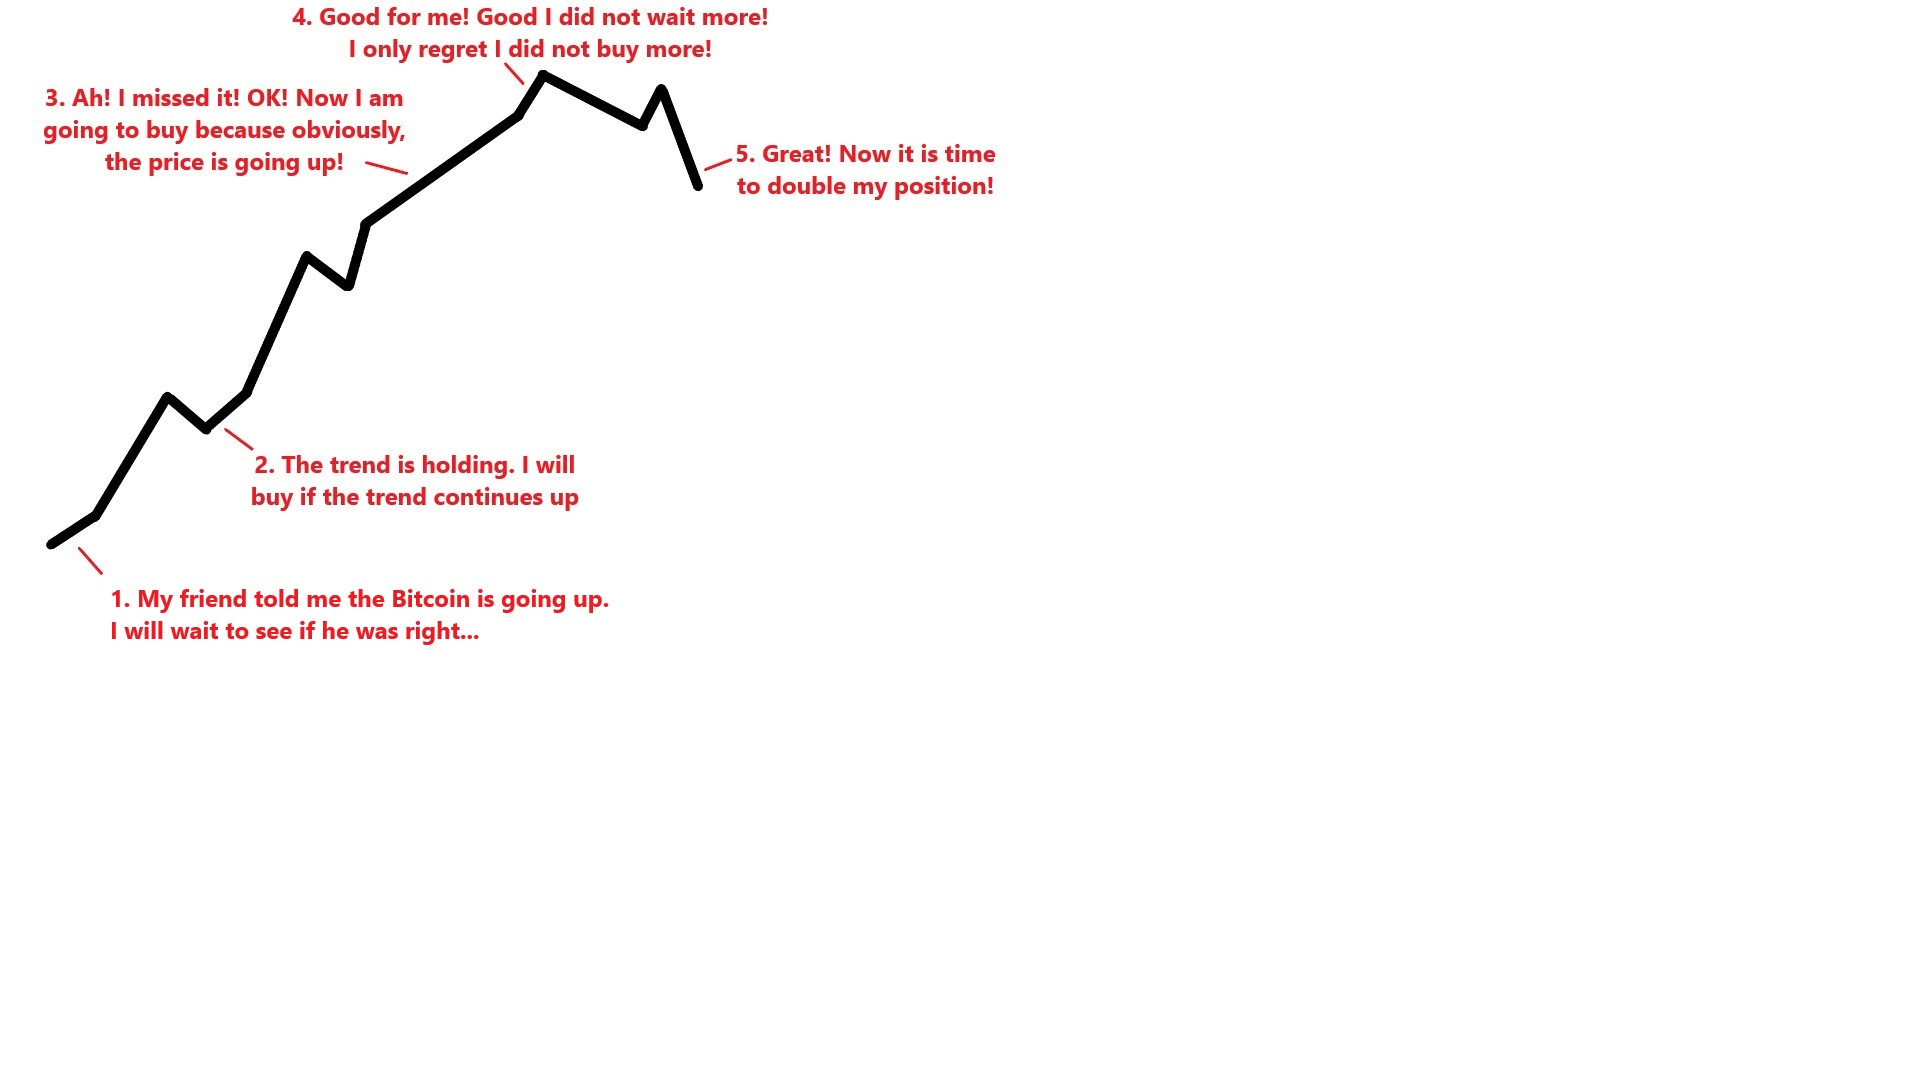 4. Good for me! Good I did not wait more!
I only regret I did not buy more!
3. Ah! I missed it! OK! Now I am
going to buy because obviously,
the price is going up!
5. Great! Now it is time
to double my position!
2. The trend is holding. I will
buy if the trend continues up
1. My friend told me the Bitcoin is going up.
I will wait to see if he was right...